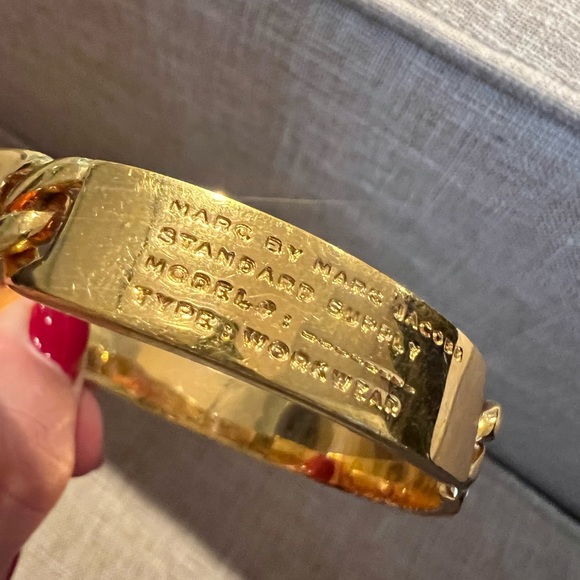 MARC BY MARC JACOBS
STANDARD SUPPLY
MODEL#:
TYPE: WORKWEAR